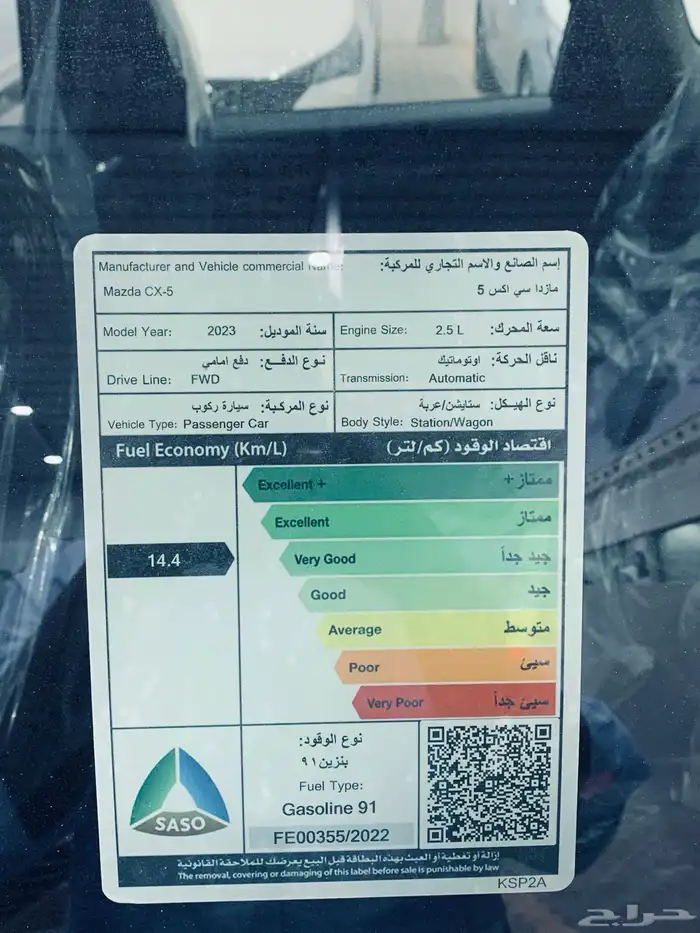 Manufacturer and Vehicle commercial Name: إسم الصانع والاسم التجاري للمركبة:
Mazda CX-5 مازدا سي اكس 5
Model Year: 2023 سنة الموديل:
Engine Size: 2.5 L سعة المحرك:
نوع الدفع: دفع امامي
Drive Line: FWD
ناقل الحركة: اوتوماتيك
Transmission: Automatic
نوع المركبة: سيارة ركوب
Vehicle Type: Passenger Car
نوع الهيكل: ستايشن/عربة
Body Style: Station/Wagon
Fuel Economy (Km/L) اقتصاد الوقود (كم/لتر)
Excellent + ممتاز +
Excellent ممتاز
14.4
Very Good جيد جداً
Good جيد
Average متوسط
Poor سيئ
Very Poor سيئ جداً
SASO
نوع الوقود:
بنزين ٩١
Fuel Type:
Gasoline 91
FE00355/2022
إزالة أو تغطية أو العبث بهذه البطاقة قبل البيع يعرضك للملاحقة القانونية
The removal, covering or damaging of this label before sale is punishable by law
KSP2A
حراج